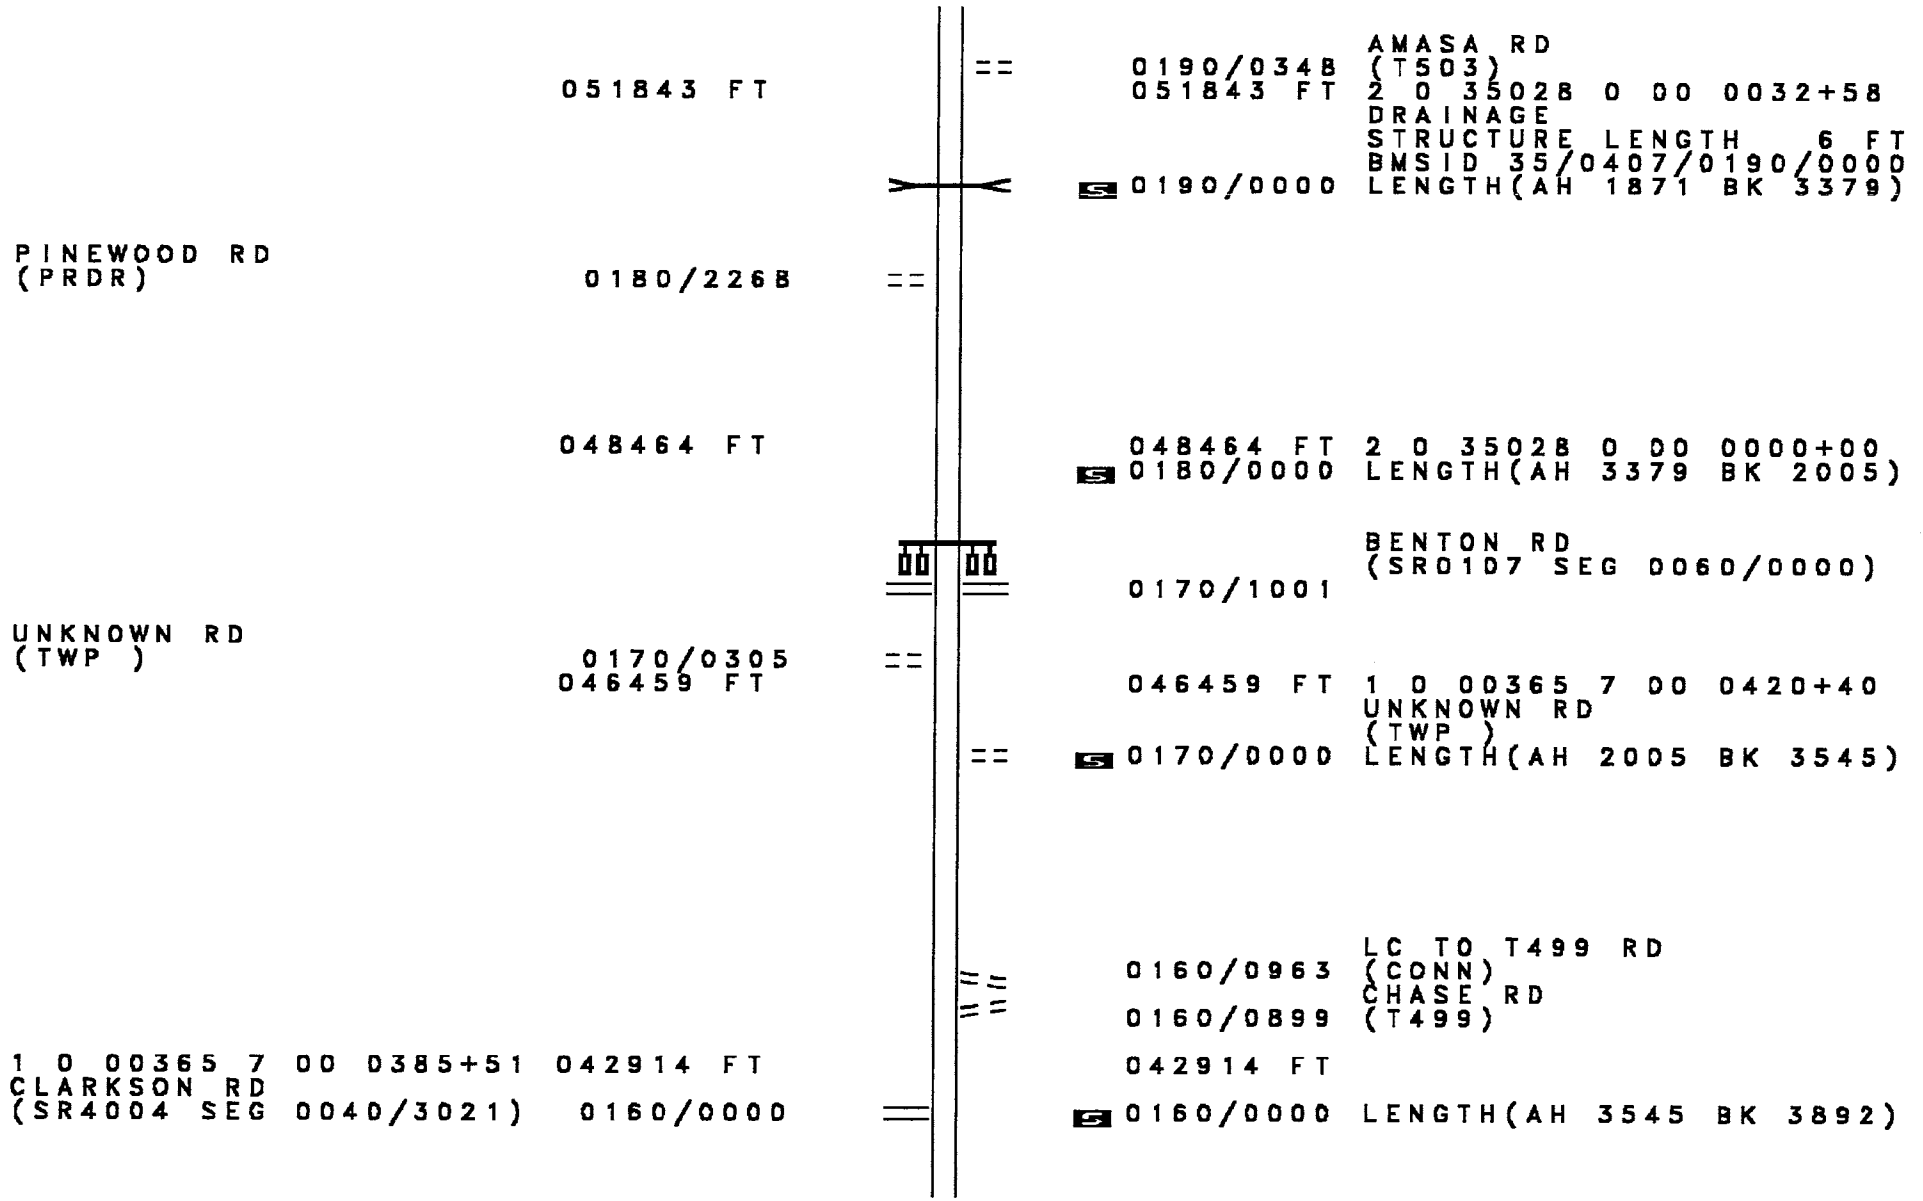 AMASA RD
0190/0348 (T503)
051843 FT 051843 FT 2 0 35028 0 00 0032+58
DRAINAGE
STRUCTURE LENGTH 6 FT
BMSID 35/0407/0190/0000
S 0190/0000 LENGTH(AH 1871 BK 3379)
PINEWOOD RD
(PRDR) 0180/2268
048464 FT 048464 FT 2 0 35028 0 00 0000+00
S 0180/0000 LENGTH(AH 3379 BK 2005)
BENTON RD
(SR0107 SEG 0060/0000)
0170/1001
UNKNOWN RD
(TWP ) 0170/0305
046459 FT 046459 FT 1 0 00365 7 00 0420+40
UNKNOWN RD
(TWP )
S 0170/0000 LENGTH(AH 2005 BK 3545)
LC TO T499 RD
0160/0963 (CONN)
CHASE RD
0160/0899 (T499)
1 0 00365 7 00 0385+51 042914 FT 042914 FT
CLARKSON RD
(SR4004 SEG 0040/3021) 0160/0000 S 0160/0000 LENGTH(AH 3545 BK 3892)